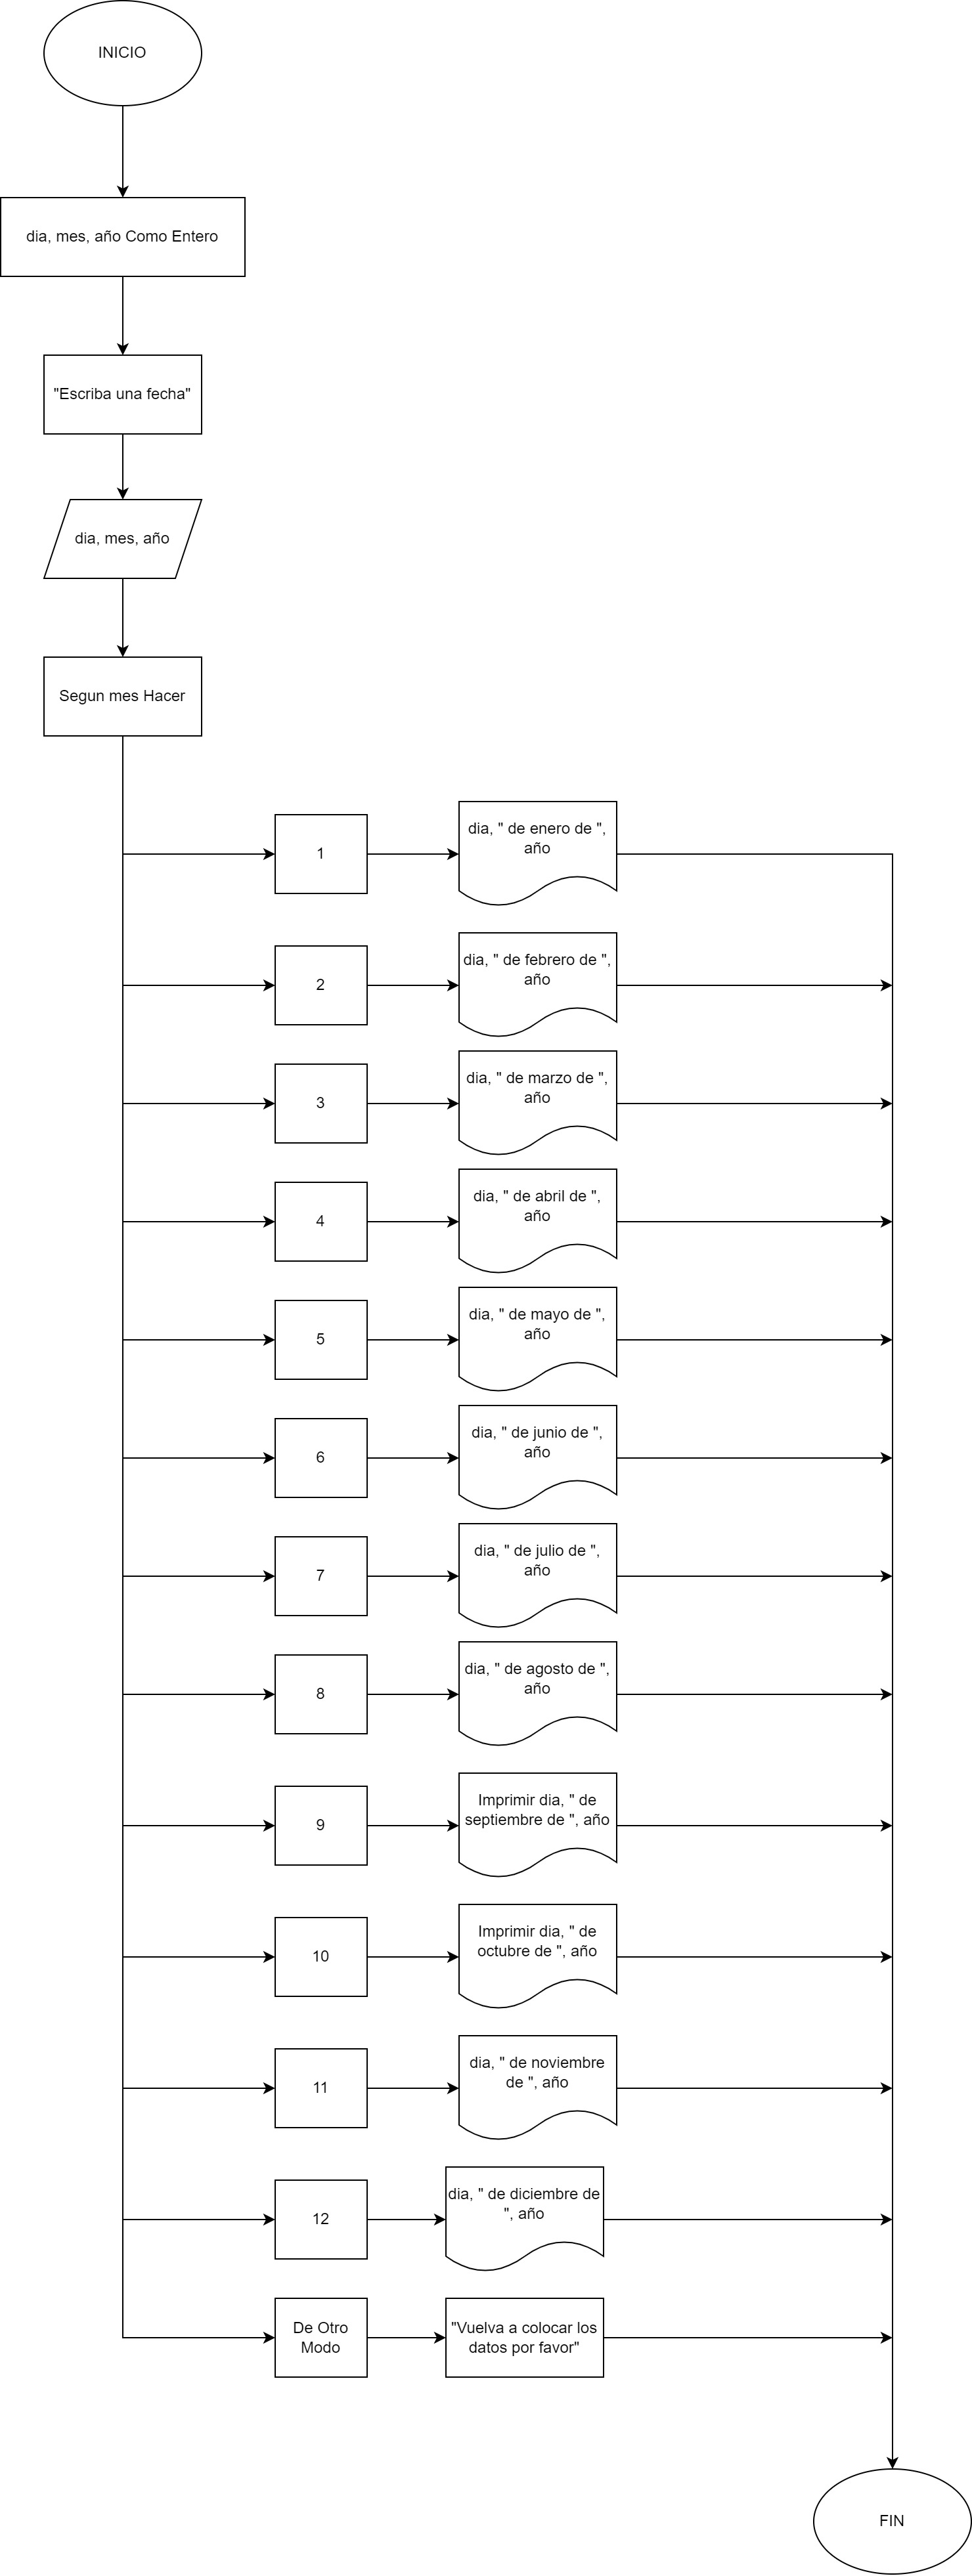 INICIO
dia, mes, año Como Entero
"Escriba una fecha"
dia, mes, año
Segun mes Hacer
1
dia, " de enero de ",
año
2
dia, " de febrero de ",
año
3
dia, " de marzo de ",
año
4
dia, " de abril de ",
año
5
dia, " de mayo de ",
año
6
dia, " de junio de ",
año
7
dia, " de julio de ",
año
8
dia, " de agosto de ",
año
9
Imprimir dia, " de
septiembre de ", año
10
Imprimir dia, " de
octubre de ", año
11
dia, " de noviembre
de ", año
12
dia, " de diciembre de
", año
De Otro
Modo
"Vuelva a colocar los
datos por favor"
FIN